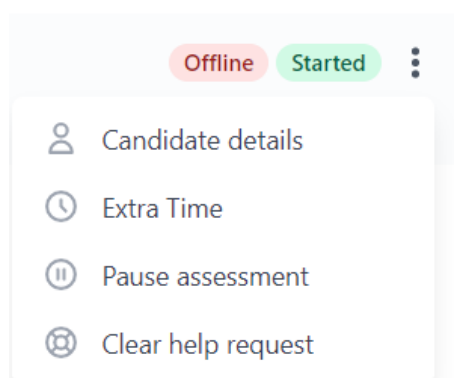 Offline Started
Candidate details
Extra Time
Pause assessment
Clear help request